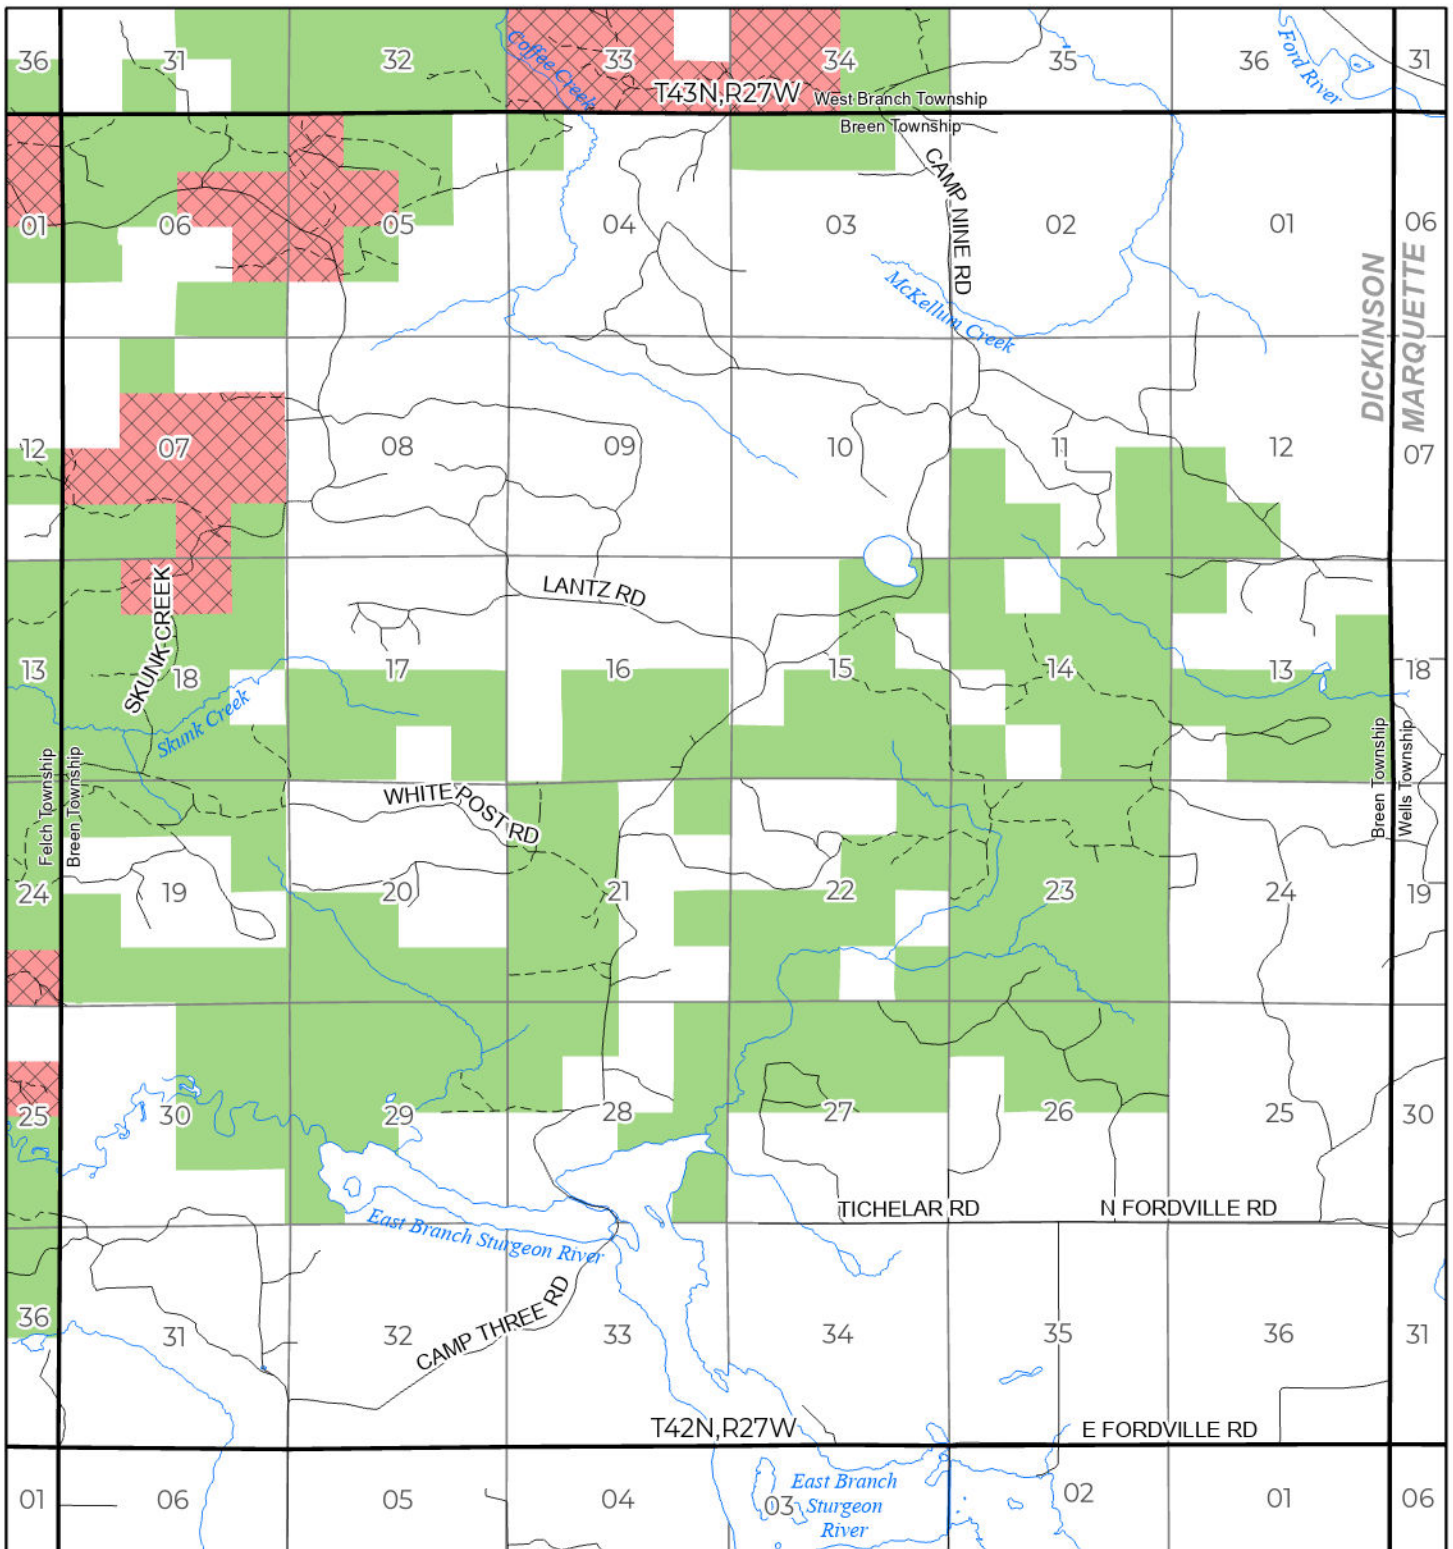 36 31 32 Coffee Creek 33 34 35 36 Ford River 31
T43N,R27W West Branch Township
Breen Township
CAMP NINE RD
01 06 05 04 03 02 01 06
McKellum Creek
DICKINSON
MARQUETTE
12 07 08 09 10 11 12 07
SKUNK CREEK
LANTZ RD
13 18 17 16 15 14 13 18
Skunk Creek
Felch Township
Breen Township
WHITE POST RD
Breen Township
Wells Township
24 19 20 21 22 23 24 19
25 30 29 28 27 26 25 30
TICHELAR RD N FORDVILLE RD
East Branch Sturgeon River
36 31 32 33 34 35 36 31
CAMP THREE RD
T42N,R27W E FORDVILLE RD
01 06 05 04 03 02 01 06
East Branch
Sturgeon
River